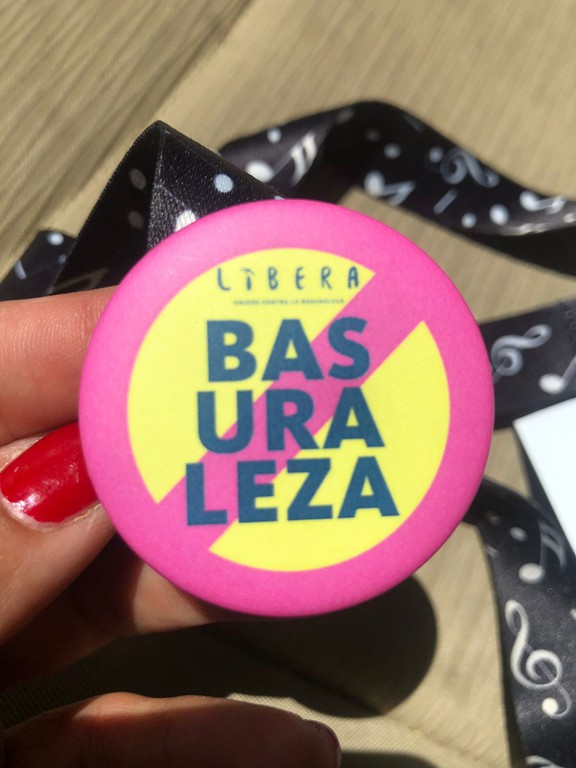 LIBERA
UNIDOS CONTRA LA BASURALEZA
BAS
URA
LEZA